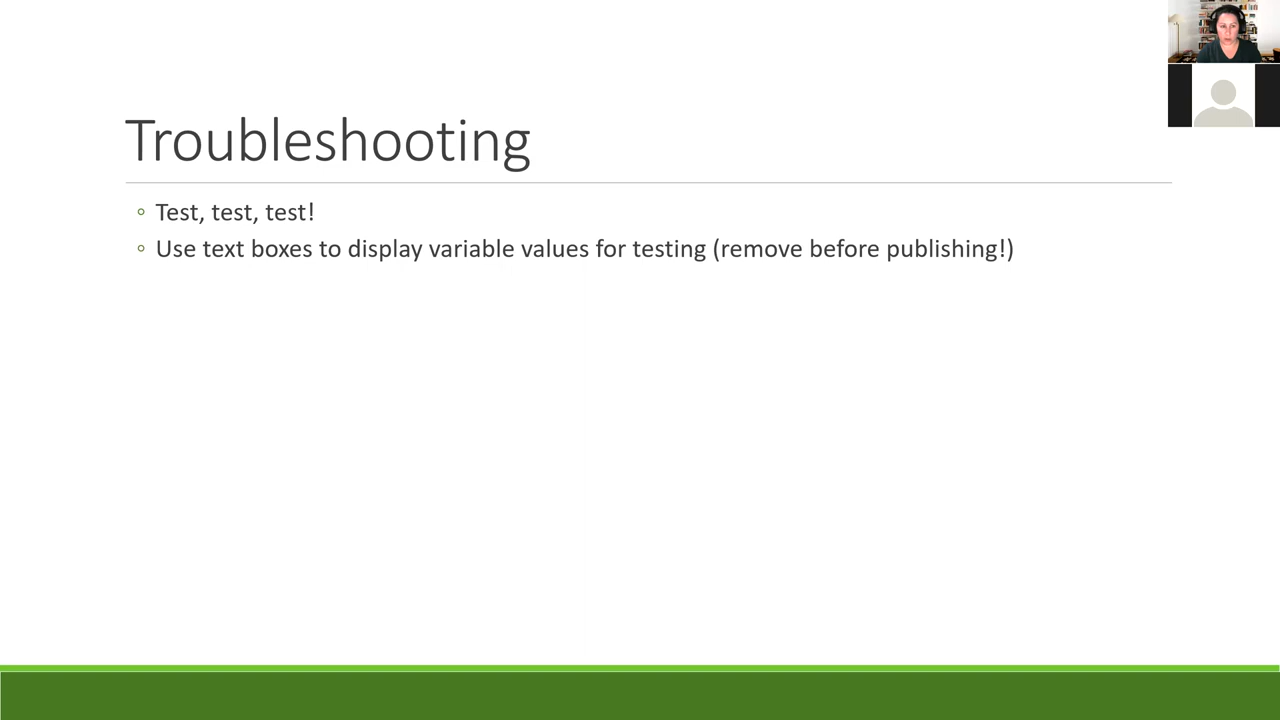 Troubleshooting
◦ Test, test, test!
◦ Use text boxes to display variable values for testing (remove before publishing!)